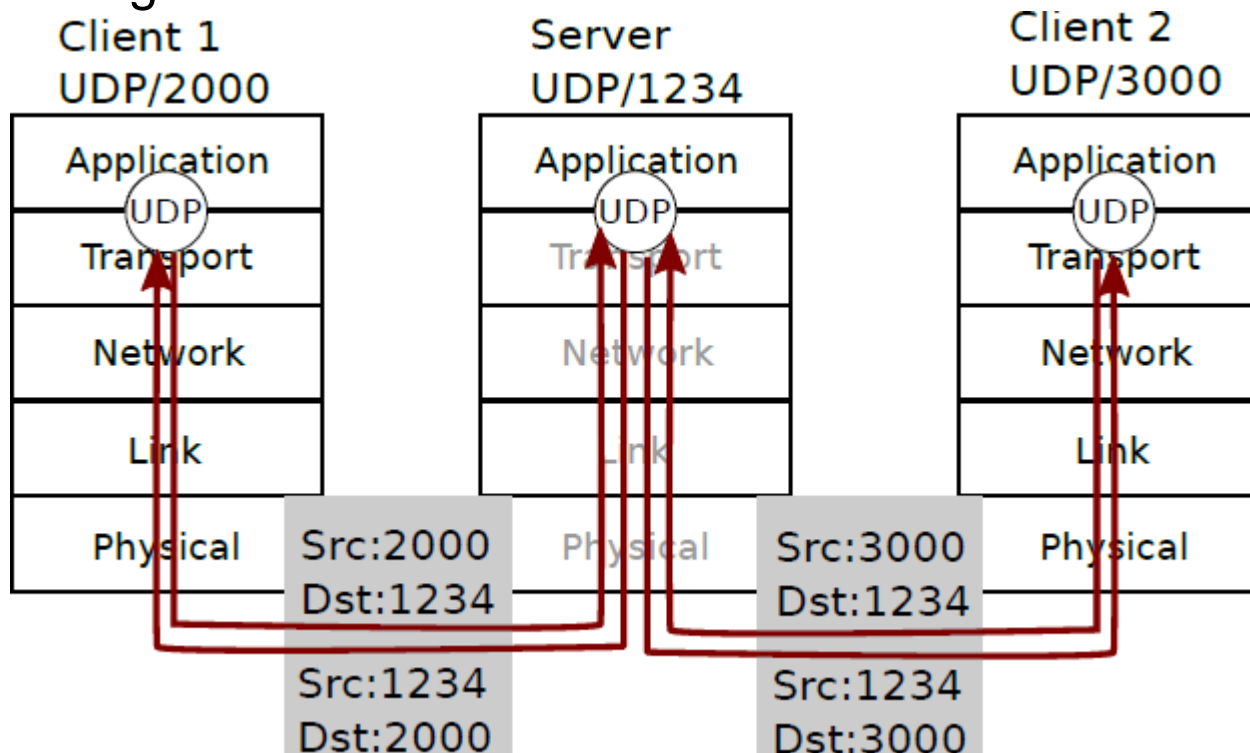 Client 1
UDP/2000
Application
UDP
Transport
Network
Link
Physical
Server
UDP/1234
Application
UDP
Transport
Network
Link
Physical
Client 2
UDP/3000
Application
UDP
Transport
Network
Link
Physical
Src:2000
Dst:1234
Src:1234
Dst:2000
Src:3000
Dst:1234
Src:1234
Dst:3000